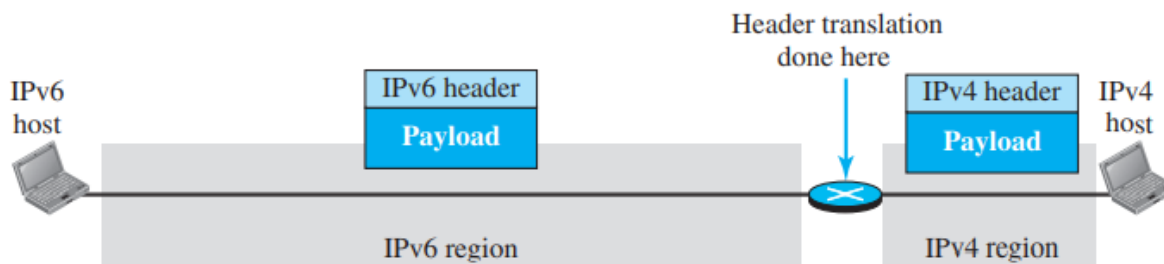 Header translation
done here
IPv6
host
IPv6 header
Payload
IPv4 header
Payload
IPv4
host
IPv6 region
IPv4 region